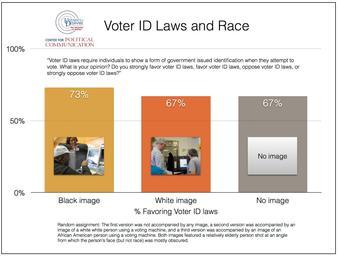 Voter ID Laws and Race
CENTER FOR POLITICAL
COMMUNICATION
100%
"Voter ID laws require individuals to show a form of government issued identification when they attempt to
vote. What is your opinion? Do you strongly favor voter ID laws, favor voter ID laws, oppose voter ID laws, or
strongly oppose voter ID laws?"
73%
67%
67%
50%
No image
0%
Black image
White image
No image
% Favoring Voter ID laws
Random assignment: The first version was not accompanied by any image, a second version was accompanied by an
image of a white white person using a voting machine, and a third version was accompanied by an image of an
African American person using a voting machine. Both images featured a relatively elderly person shot at an angle
from which the person's face (but not race) was mostly obscured.